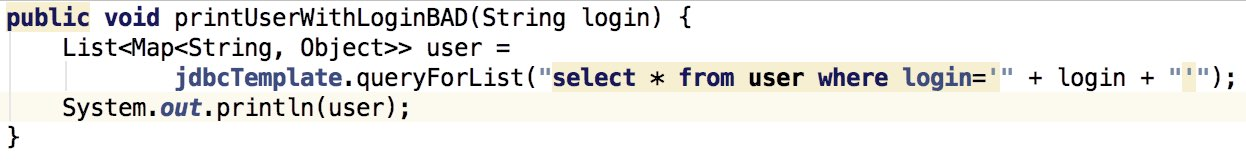 public void printUserWithLoginBAD(String login) {
    List<Map<String, Object>> user =
            jdbcTemplate.queryForList("select * from user where login='" + login + "'");
    System.out.println(user);
}